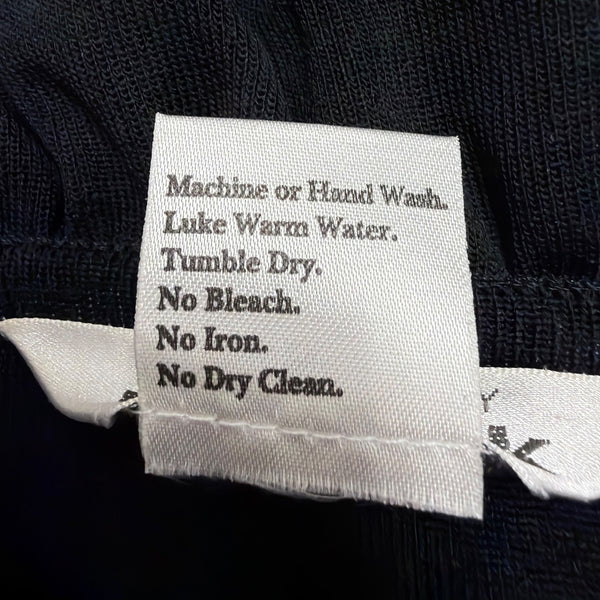 Machine or Hand Wash.
Luke Warm Water.
Tumble Dry.
No Bleach.
No Iron.
No Dry Clean.